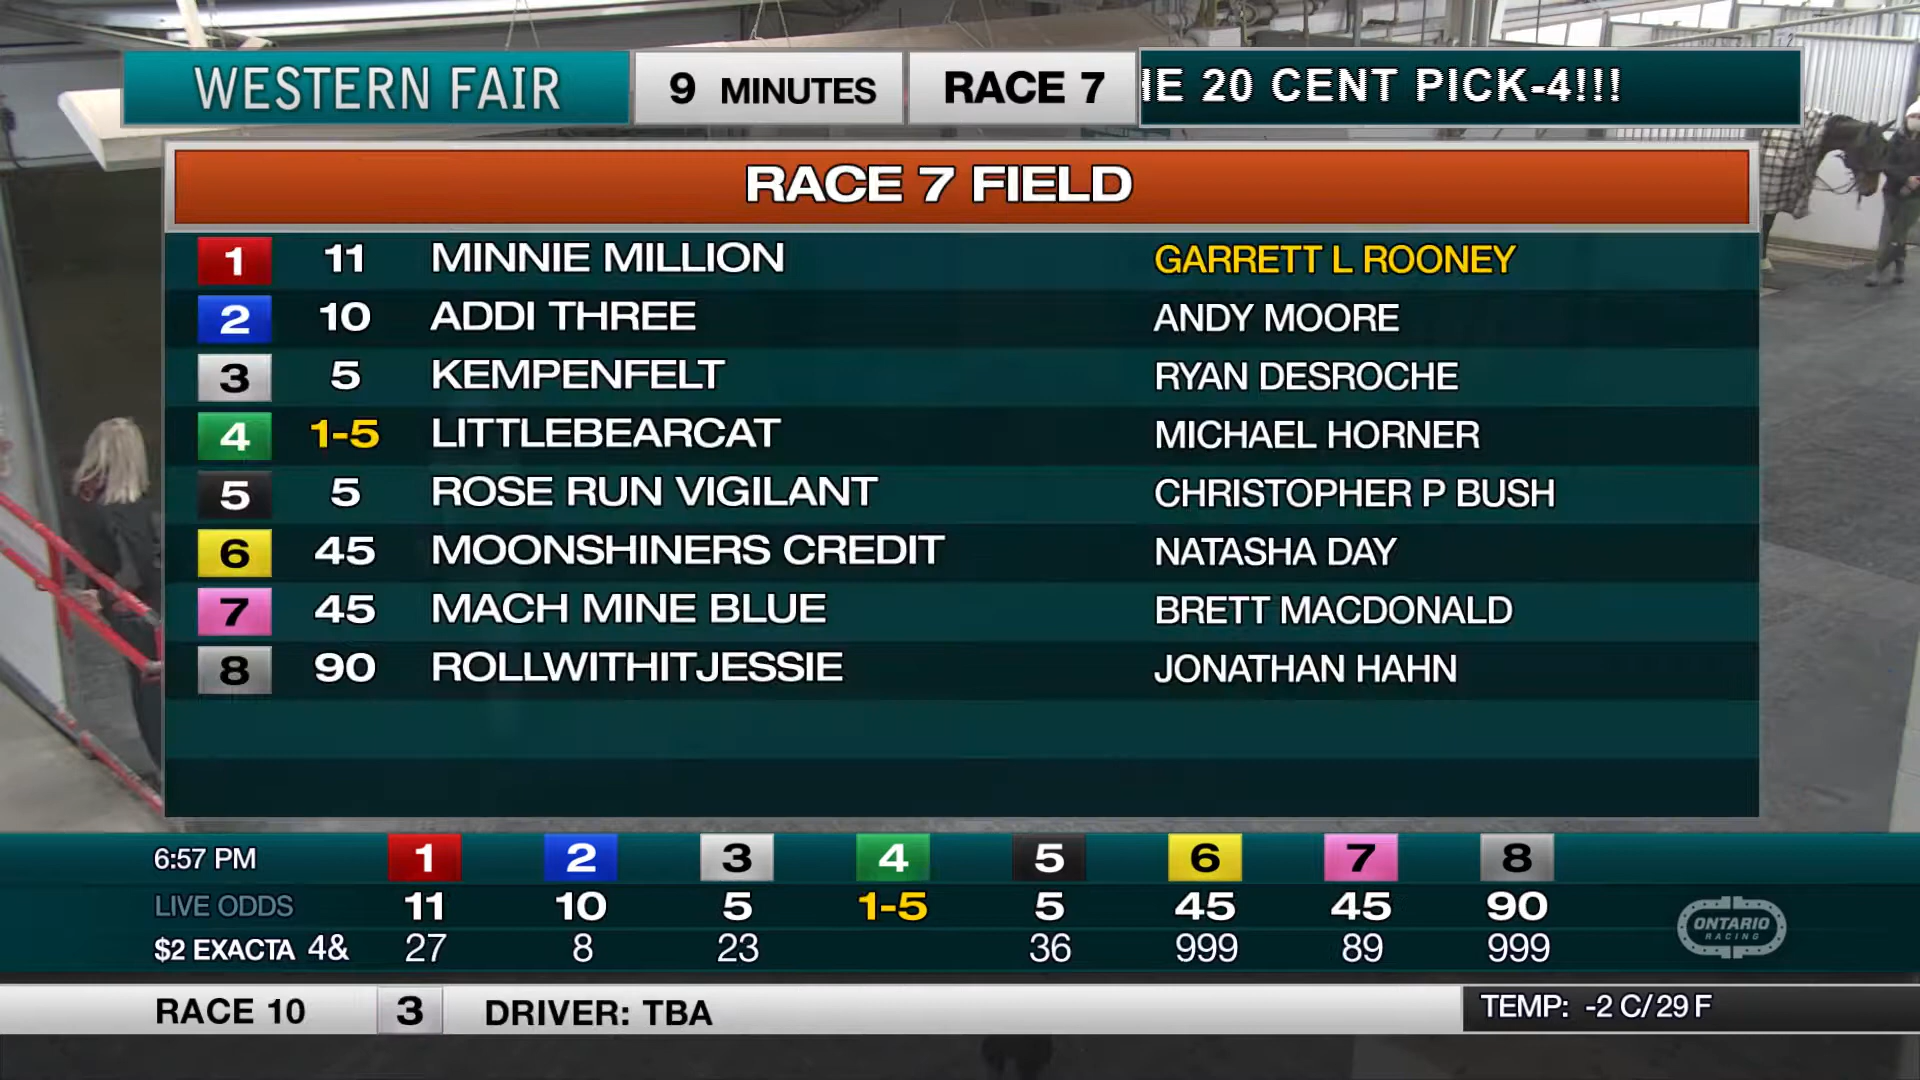 WESTERN FAIR 9 MINUTES RACE 7 20 CENT PICK-4!!!
RACE 7 FIELD
1 11 MINNIE MILLION GARRETT L ROONEY
2 10 ADDI THREE ANDY MOORE
3 5 KEMPENFELT RYAN DESROCHE
4 1-5 LITTLEBEARCAT MICHAEL HORNER
5 5 ROSE RUN VIGILANT CHRISTOPHER P BUSH
6 45 MOONSHINERS CREDIT NATASHA DAY
7 45 MACH MINE BLUE BRETT MACDONALD
8 90 ROLLWITHITJESSIE JONATHAN HAHN
6:57 PM 1 2 3 4 5 6 7 8
LIVE ODDS 11 10 5 1-5 5 45 45 90
$2 EXACTA 4& 27 8 23 36 999 89 999
ONTARIO
RACING
RACE 10 3 DRIVER: TBA TEMP: -2 C/29 F